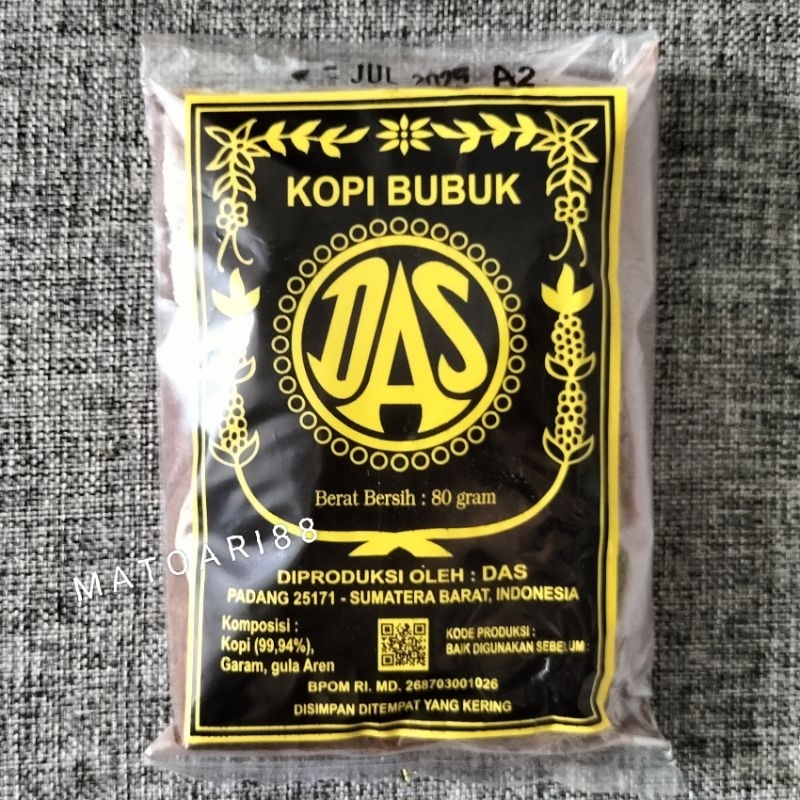 JUL 2025 A2
KOPI BUBUK
DAS
Berat Bersih : 80 gram
MATOARI88
DIPRODUKSI OLEH : DAS
PADANG 25171 - SUMATERA BARAT, INDONESIA
Komposisi :
Kopi (99,94%),
Garam, gula Aren
KODE PRODUKSI :
BAIK DIGUNAKAN SEBELUM :
BPOM RI. MD. 268703001026
DISIMPAN DITEMPAT YANG KERING